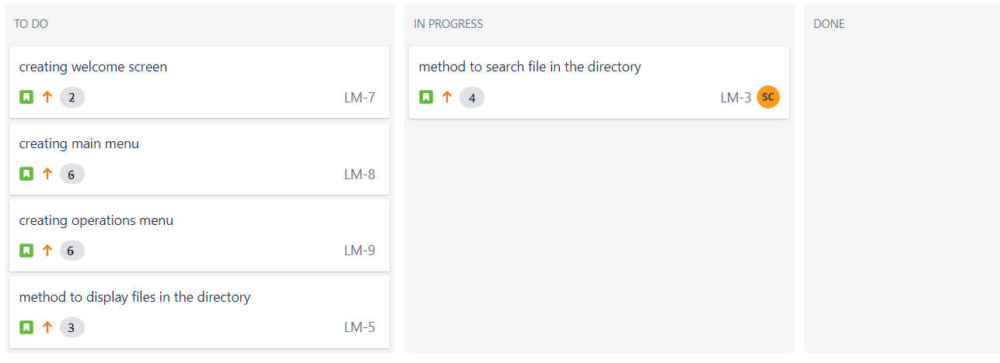 TO DO
creating welcome screen
2
LM-7
creating main menu
6
LM-8
creating operations menu
6
LM-9
method to display files in the directory
3
LM-5
IN PROGRESS
method to search file in the directory
4
LM-3
SC
DONE